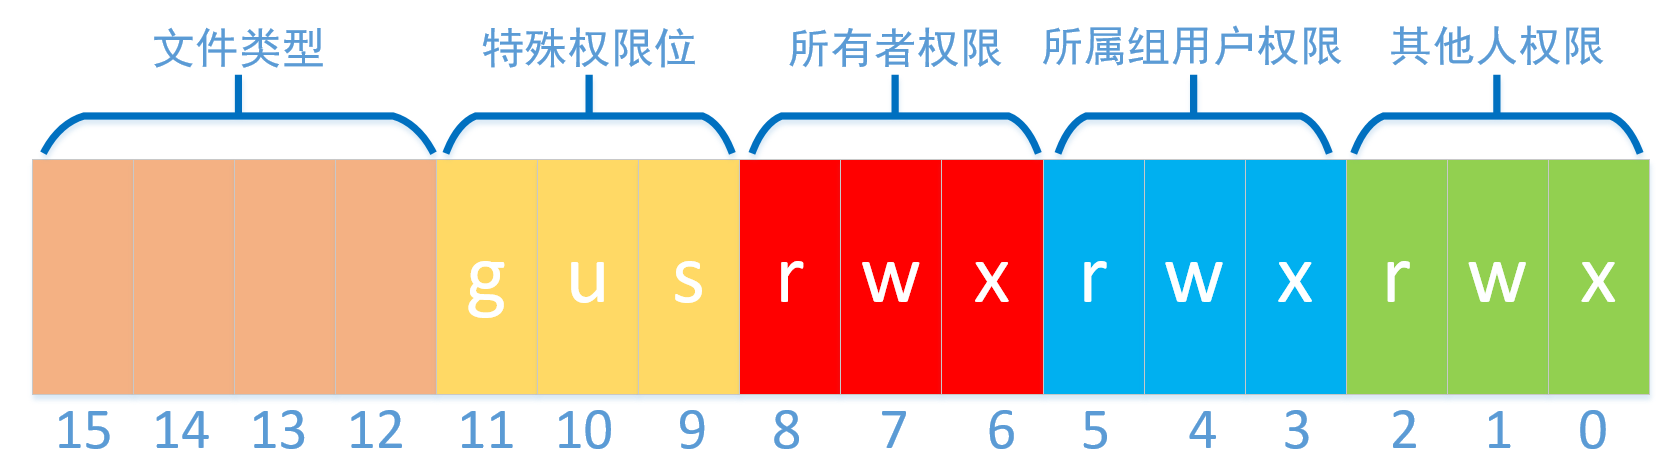 文件类型 特殊权限位 所有者权限 所属组用户权限 其他人权限
g u s r w x r w x r w x
15 14 13 12 11 10 9 8 7 6 5 4 3 2 1 0